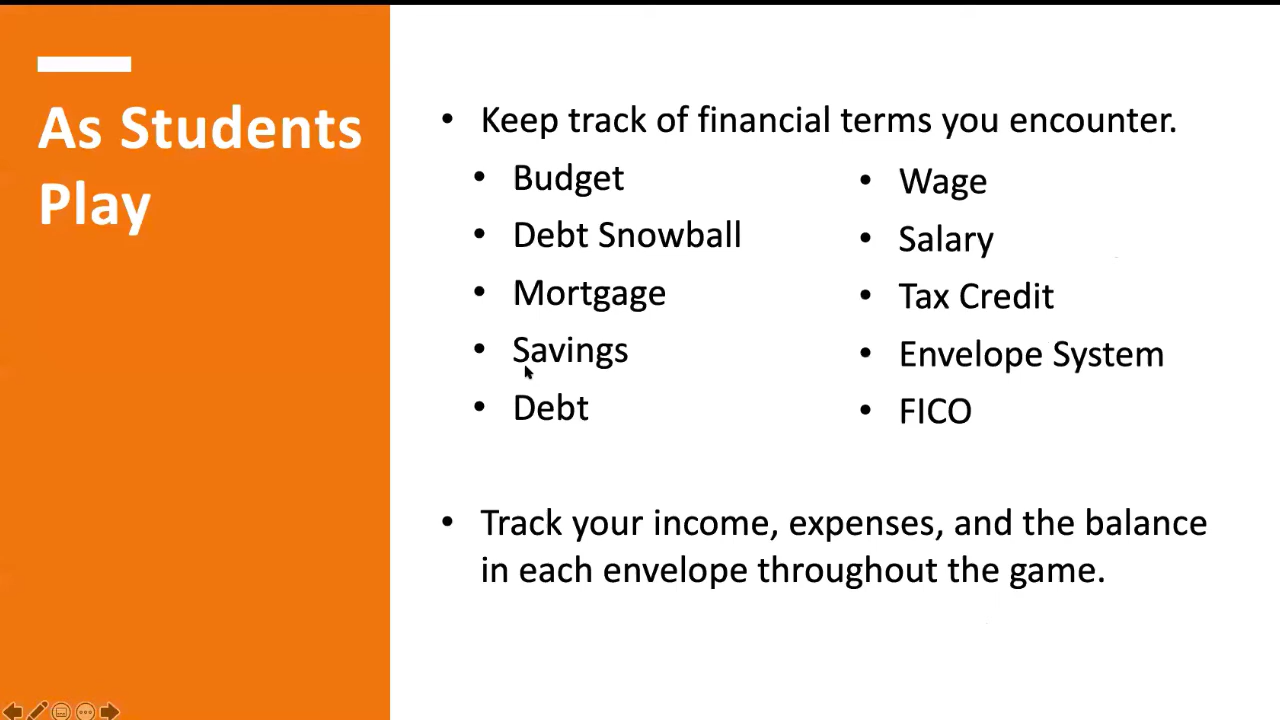 As Students
Play
• Keep track of financial terms you encounter.
• Budget
• Debt Snowball
• Mortgage
• Savings
• Debt
• Wage
• Salary
• Tax Credit
• Envelope System
• FICO
• Track your income, expenses, and the balance
in each envelope throughout the game.